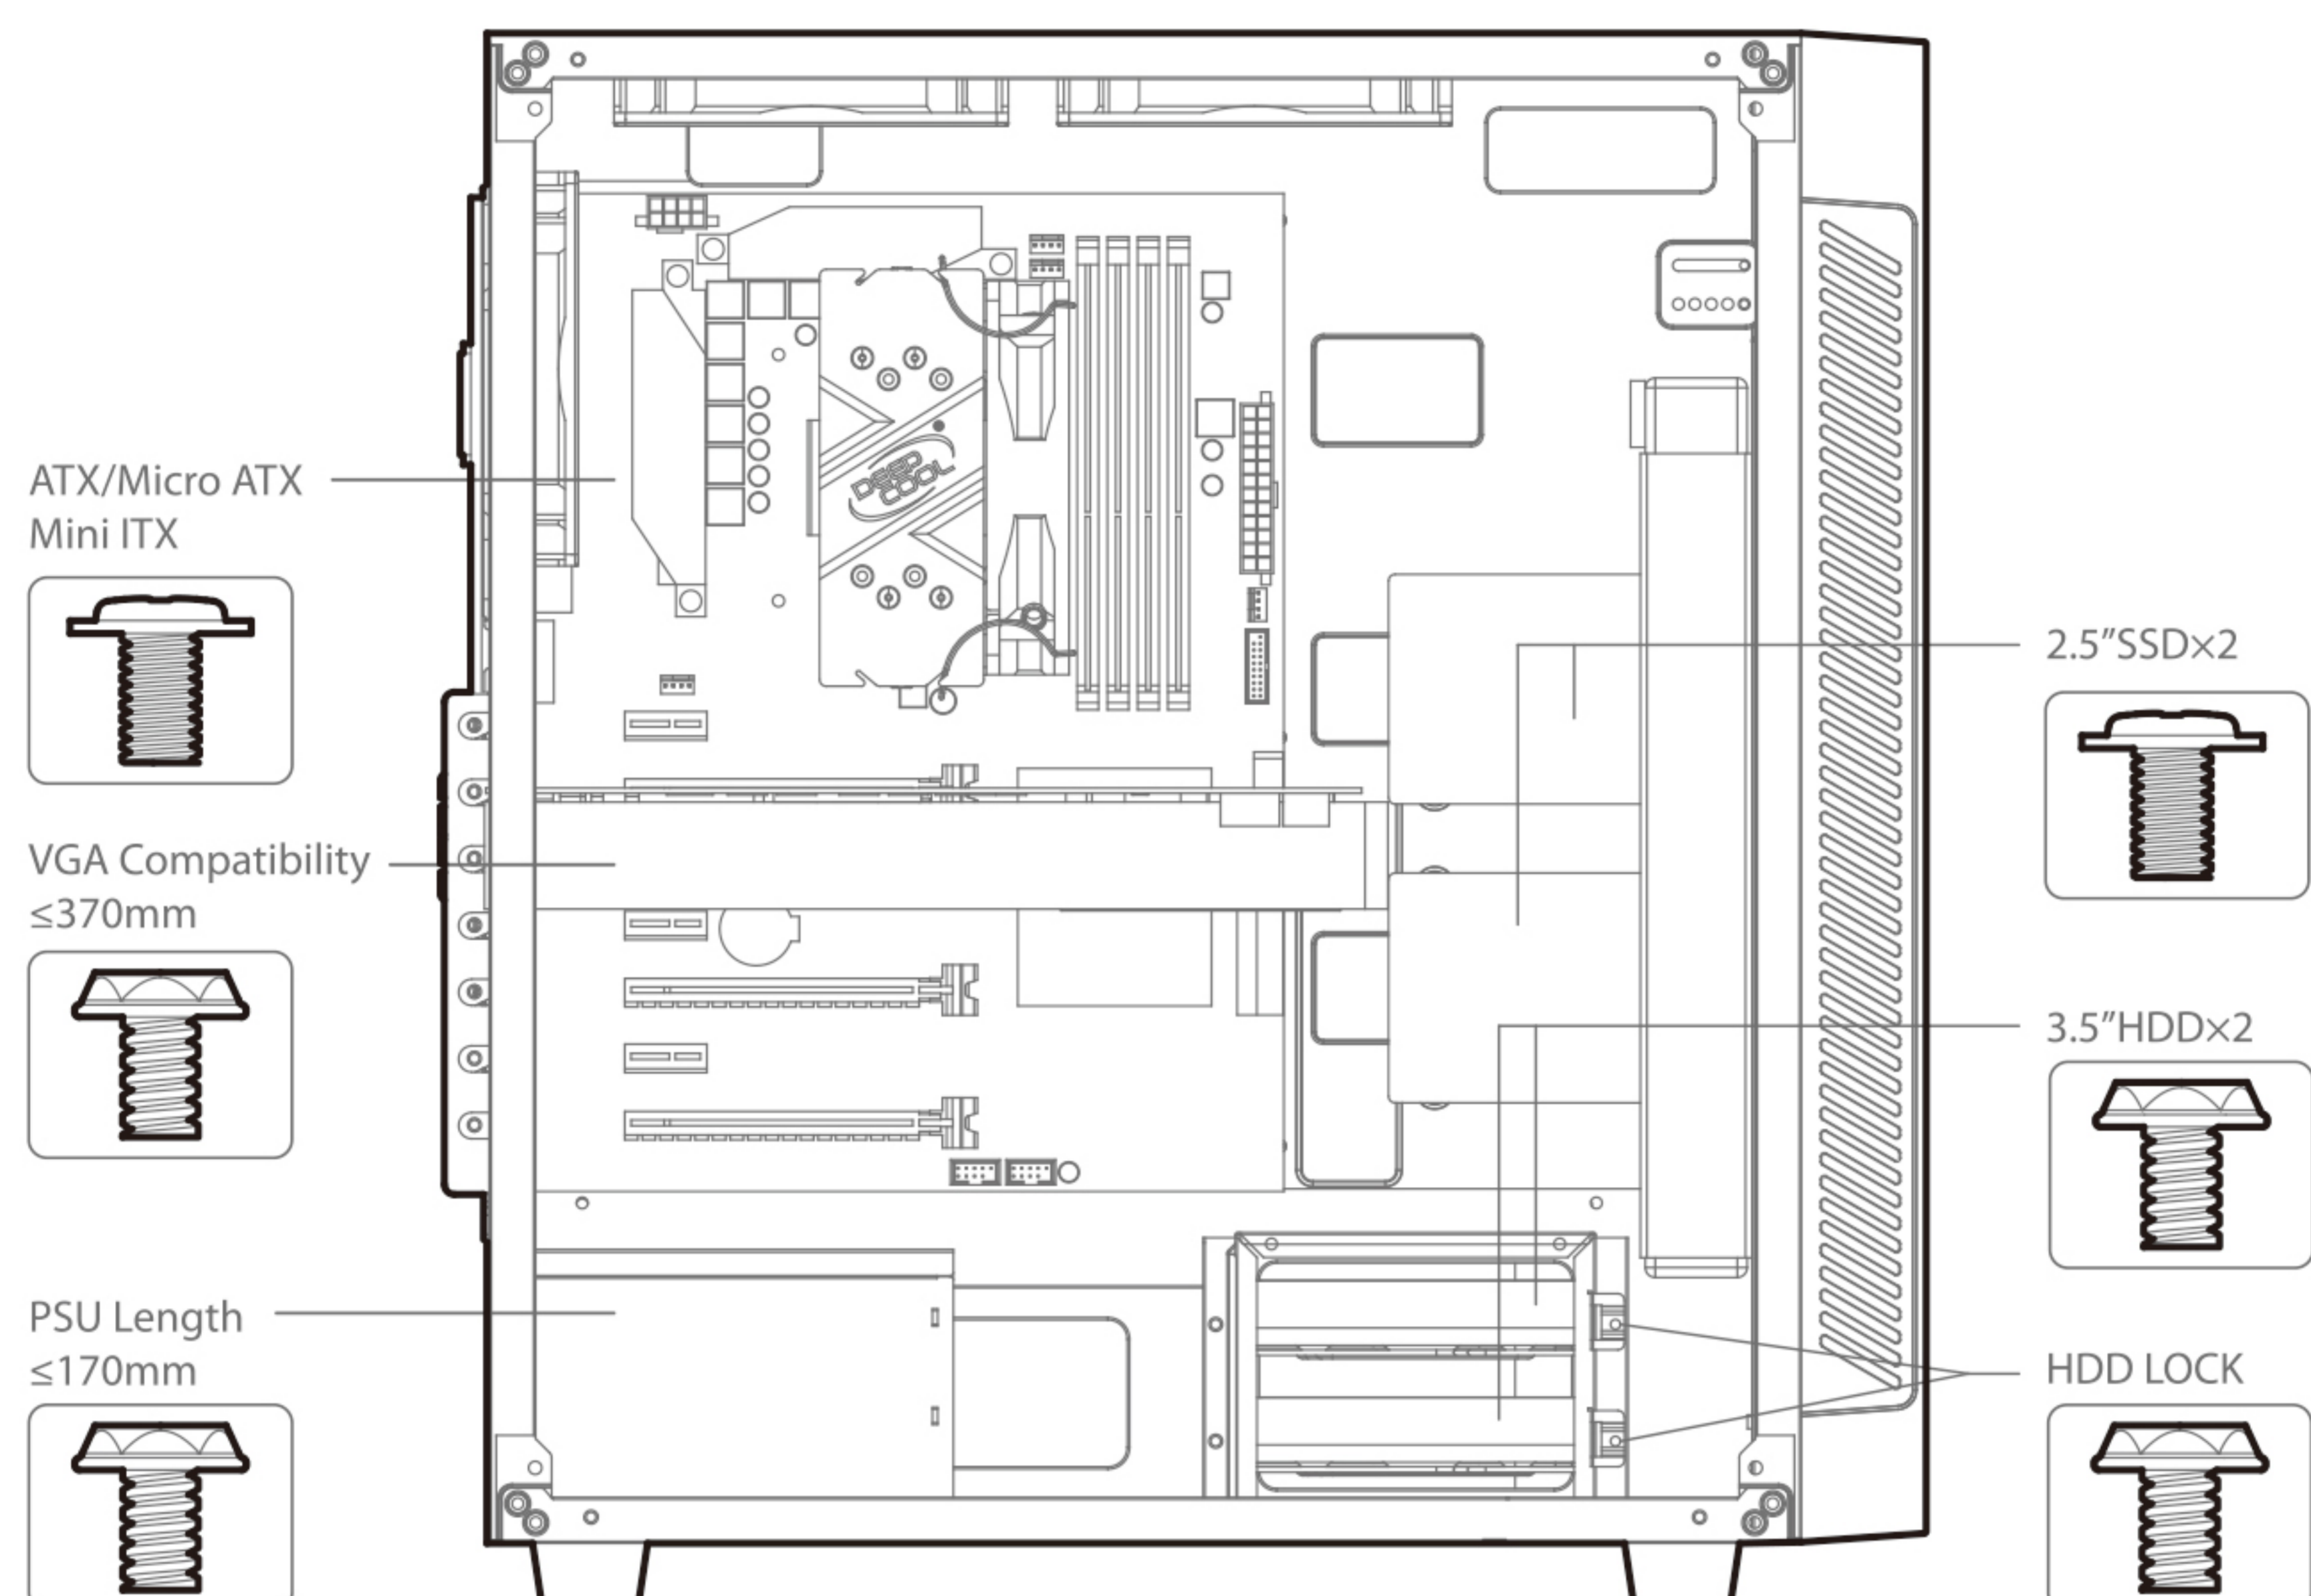 DEEP
COOL
ATX/Micro ATX
Mini ITX
VGA Compatibility
≤370mm
PSU Length
≤170mm
2.5″SSD×2
3.5″HDD×2
HDD LOCK